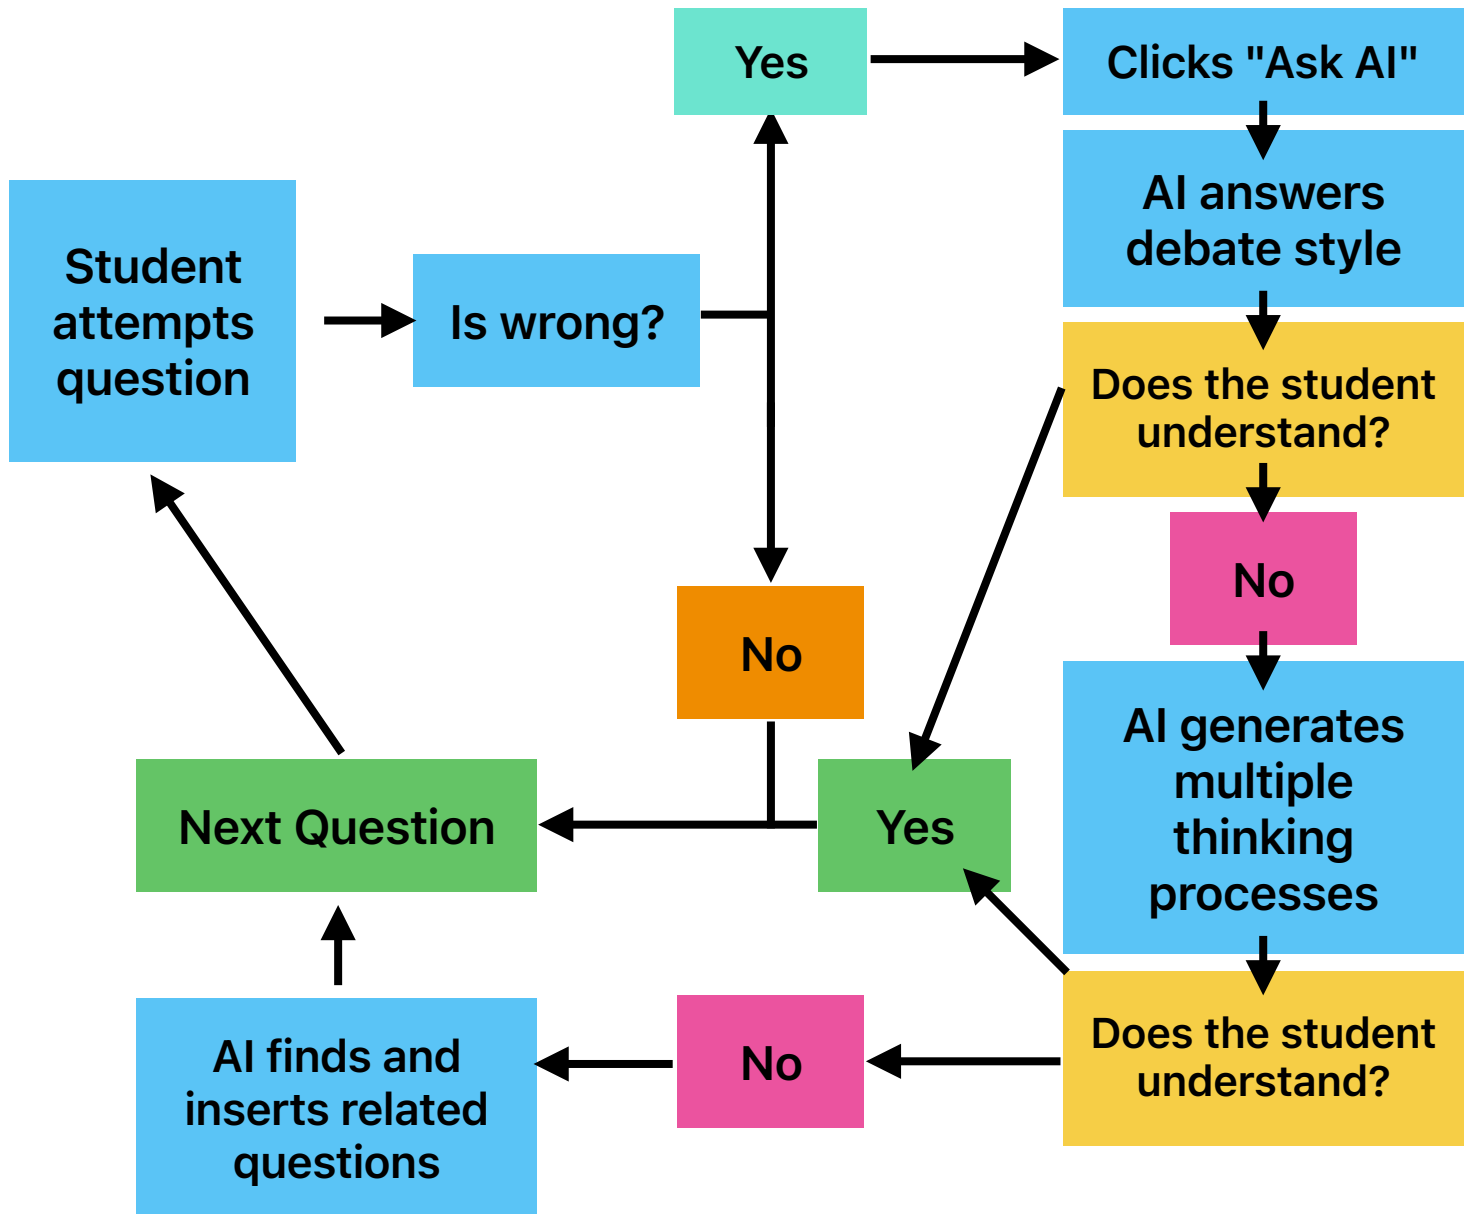 Yes
Clicks "Ask AI"
AI answers
debate style
Student
attempts
question
Is wrong?
Does the student
understand?
No
No
AI generates
multiple
thinking
processes
Next Question
Yes
Does the student
understand?
No
AI finds and
inserts related
questions